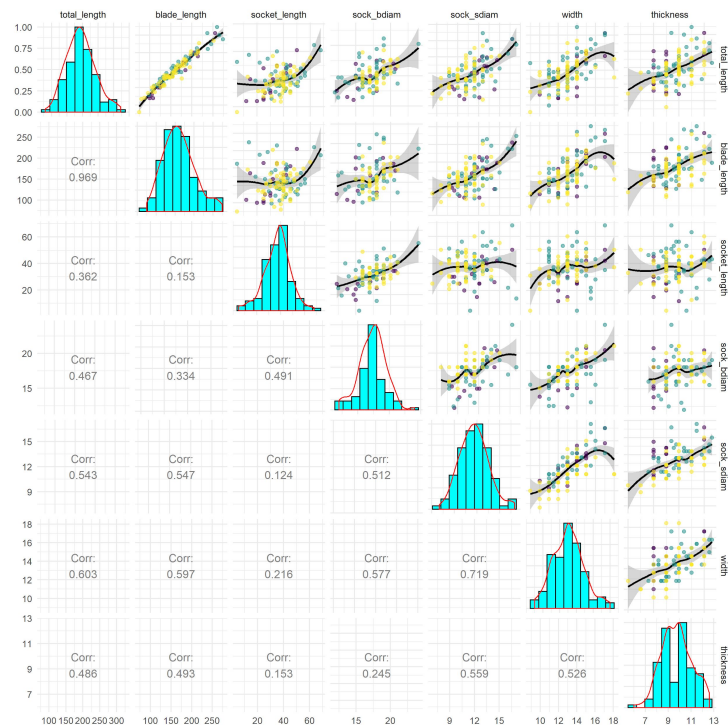 total_length blade_length socket_length sock_bdiam sock_sdiam width thickness
1.00
0.75
0.50
0.25
0.00
total_length
250
200
150
100
Corr:
0.969
blade_length
60
40
20
Corr: Corr:
0.362 0.153
socket_length
20
15
Corr: Corr: Corr:
0.467 0.334 0.491
sock_bdiam
15
12
9
Corr: Corr: Corr: Corr:
0.543 0.547 0.124 0.512
sock_sdiam
18
16
14
12
10
Corr: Corr: Corr: Corr: Corr:
0.603 0.597 0.216 0.577 0.719
width
13
11
9
7
Corr: Corr: Corr: Corr: Corr: Corr:
0.486 0.493 0.153 0.245 0.559 0.526
thickness
100 150 200 250 300 100 150 200 250 20 40 60 15 20 9 12 15 10 12 14 16 18 7 9 11 13